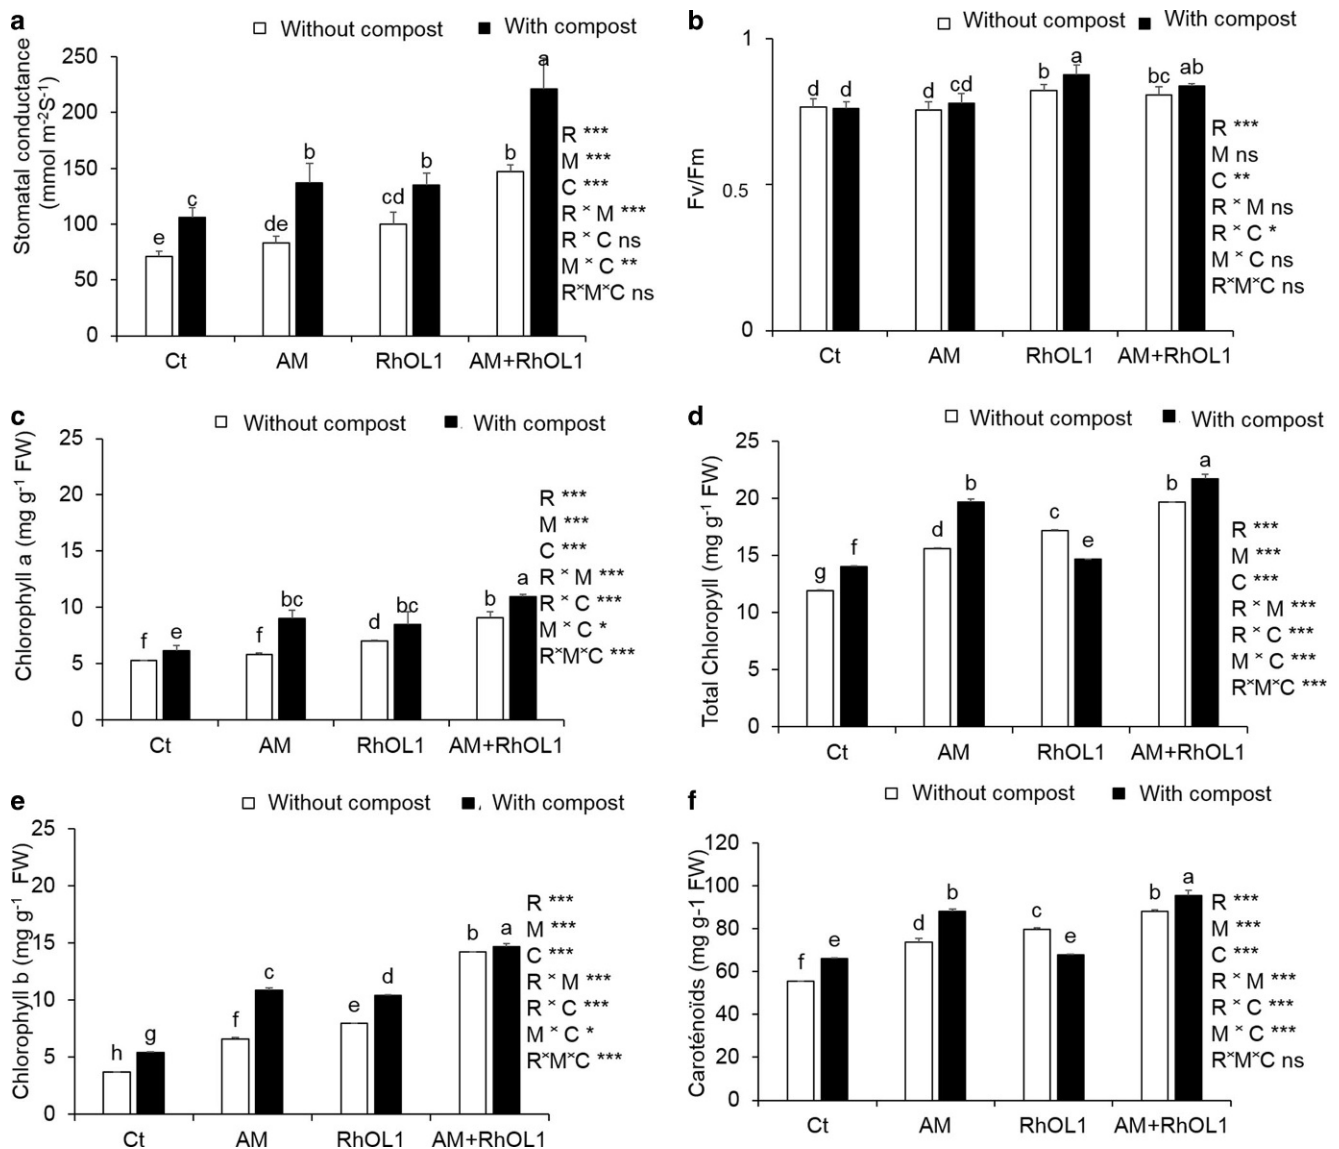 a
Without compost
With compost
Stomatal conductance
(mmol m⁻²S⁻¹)
250
200
150
100
50
0
e
c
de
b
cd
b
b
a
R ***
M ***
C ***
R × M ***
R × C ns
M × C **
R×M×C ns
Ct
AM
RhOL1
AM+RhOL1
b
Without compost
With compost
Fv/Fm
1
0.5
0
d
d
d
cd
b
a
bc
ab
R ***
M ns
C **
R × M ns
R × C *
M × C ns
R×M×C ns
Ct
AM
RhOL1
AM+RhOL1
c
Without compost
With compost
Chlorophyll a (mg g⁻¹ FW)
25
20
15
10
5
0
f
e
f
bc
d
bc
b
a
R ***
M ***
C ***
R × M ***
R × C ***
M × C *
R×M×C ***
Ct
AM
RhOL1
AM+RhOL1
d
Without compost
With compost
Total Chloropyll (mg g⁻¹ FW)
25
20
15
10
5
0
g
f
d
b
c
e
b
a
R ***
M ***
C ***
R × M ***
R × C ***
M × C ***
R×M×C ***
Ct
AM
RhOL1
AM+RhOL1
e
Without compost
With compost
Chlorophyll b (mg g⁻¹ FW)
25
20
15
10
5
0
h
g
f
c
e
d
b
a
R ***
M ***
C ***
R × M ***
R × C ***
M × C *
R×M×C ***
Ct
AM
RhOL1
AM+RhOL1
f
Without compost
With compost
Caroténoïds (mg g-1 FW)
120
100
80
60
40
20
0
f
e
d
b
c
e
b
a
R ***
M ***
C ***
R × M ***
R × C ***
M × C ***
R×M×C ns
Ct
AM
RhOL1
AM+RhOL1